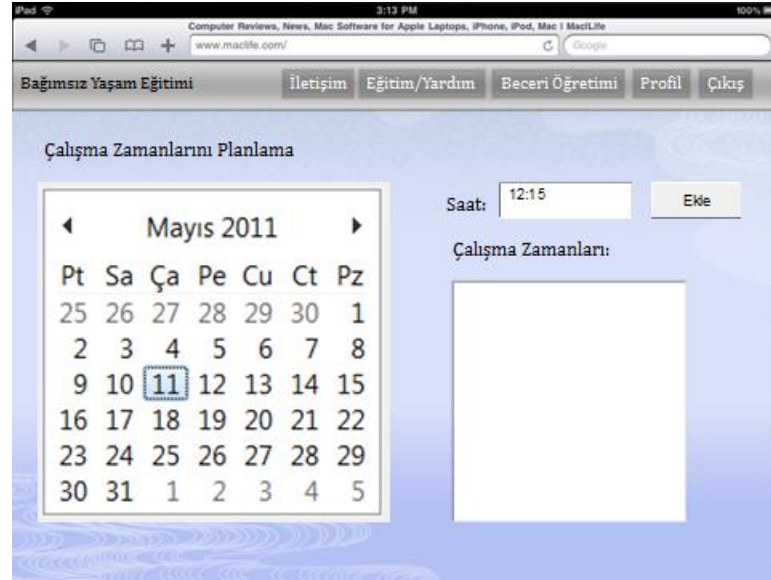 iPad 3:13 PM 100%
Computer Reviews, News, Mac Software for Apple Laptops, iPhone, iPod, Mac | Mac|Life
www.maclife.com/ Google
Bağımsız Yaşam Eğitimi İletişim Eğitim/Yardım Beceri Öğretimi Profil Çıkış
Çalışma Zamanlarını Planlama
Saat: 12:15 Ekle
Mayıs 2011
Çalışma Zamanları:
Pt Sa Ça Pe Cu Ct Pz
25 26 27 28 29 30 1
2 3 4 5 6 7 8
9 10 11 12 13 14 15
16 17 18 19 20 21 22
23 24 25 26 27 28 29
30 31 1 2 3 4 5